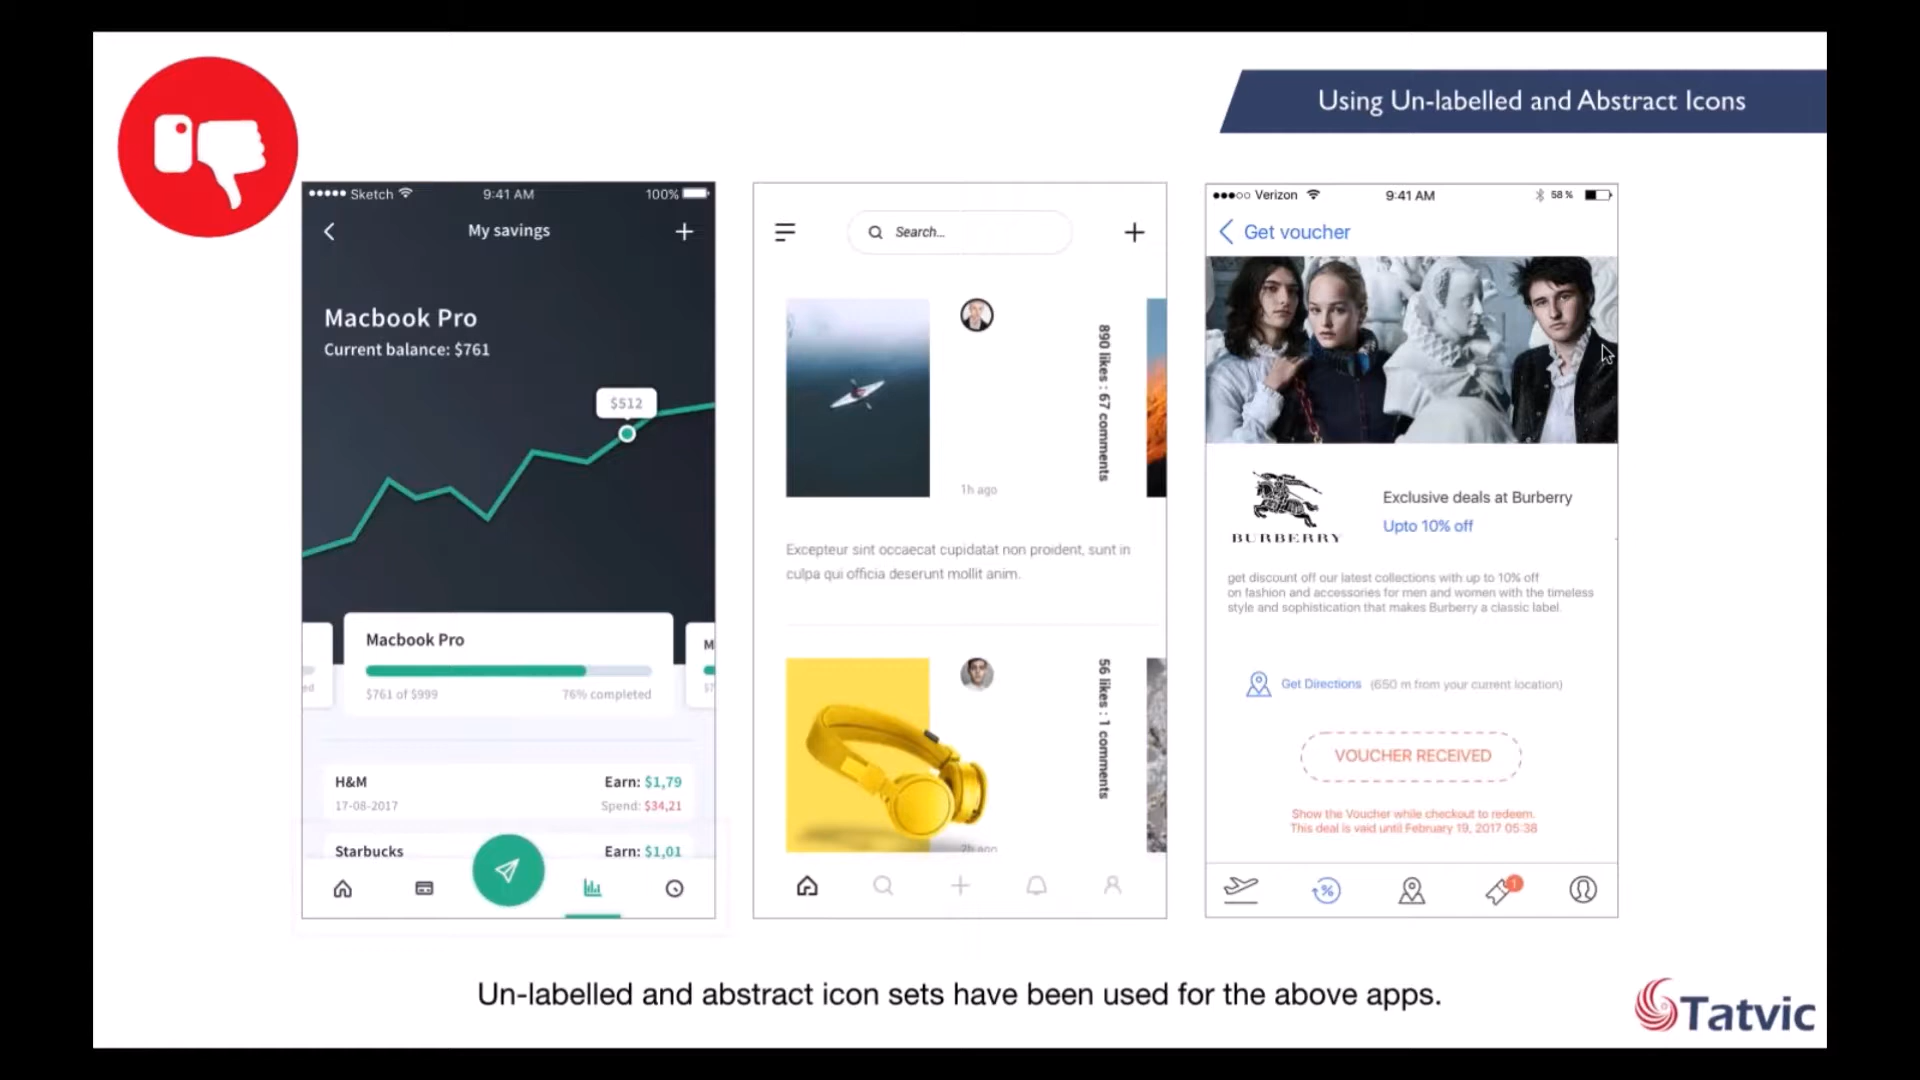 Using Un-labelled and Abstract Icons
Sketch 9:41 AM 100%
My savings
Macbook Pro
Current balance: $761
$512
Macbook Pro
$761 of $999 76% completed
ed
M
$7
H&M Earn: $1,79
17-08-2017 Spend: $34,21
Starbucks Earn: $1,01
Search...
890 likes : 67 comments
1h ago
Excepteur sint occaecat cupidatat non proident, sunt in
culpa qui officia deserunt mollit anim.
56 likes : 1 comments
2h ago
Verizon 9:41 AM 58 %
Get voucher
BURBERRY
Exclusive deals at Burberry
Upto 10% off
get discount off our latest collections with up to 10% off
on fashion and accessories for men and women with the timeless
style and sophistication that makes Burberry a classic label.
Get Directions (650 m from your current location)
VOUCHER RECEIVED
Show the Voucher while checkout to redeem.
This deal is vaid until February 19, 2017 05:38
%
1
Un-labelled and abstract icon sets have been used for the above apps.
Tatvic